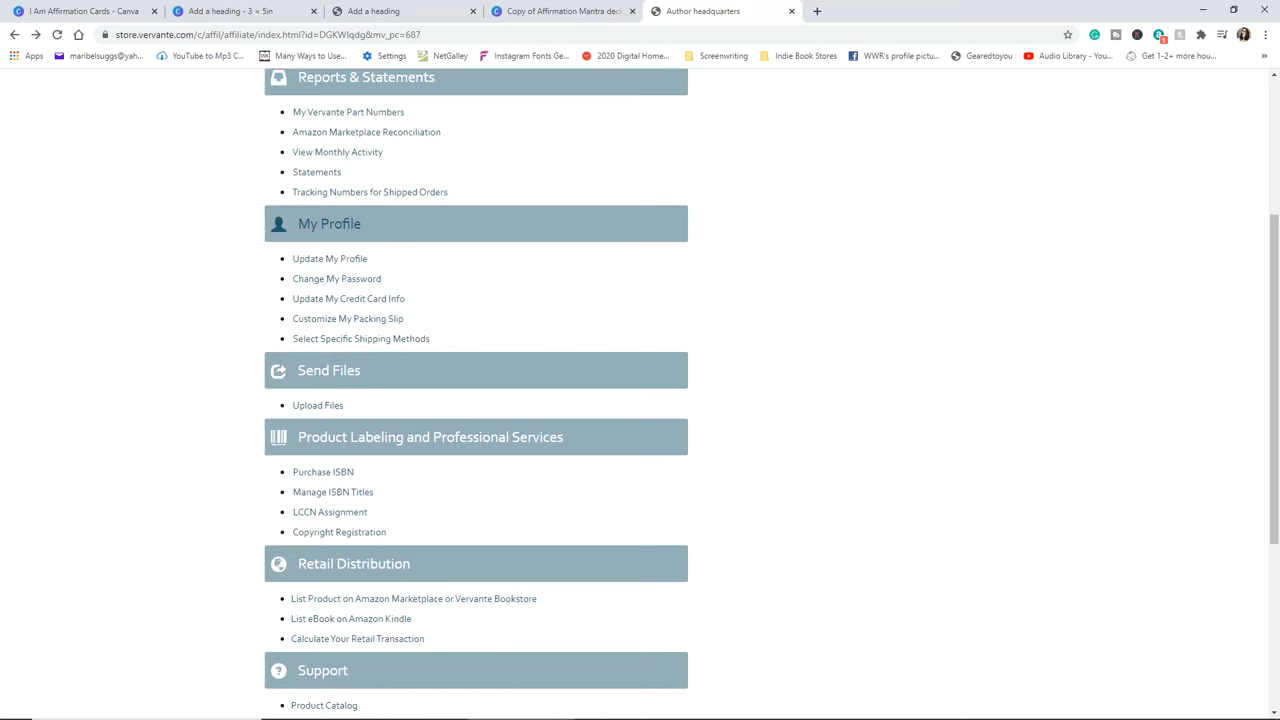 I Am Affirmation Cards - Canva
Add a heading - 3 × 5in
Add a heading
Copy of Affirmation Mantra deck
Author headquarters
store.vervante.com/c/affil/affiliate/index.html?id=DGKWIqdg&mv_pc=687
Apps
maribelsuggs@yah...
YouTube to Mp3 C...
Many Ways to Use...
Settings
NetGalley
Instagram Fonts Ge...
2020 Digital Home...
Screenwriting
Indie Book Stores
WWR's profile pictu...
Gearedtoyou
Audio Library - You...
Get 1-2+ more hou...
Reports & Statements
My Vervante Part Numbers
Amazon Marketplace Reconciliation
View Monthly Activity
Statements
Tracking Numbers for Shipped Orders
My Profile
Update My Profile
Change My Password
Update My Credit Card Info
Customize My Packing Slip
Select Specific Shipping Methods
Send Files
Upload Files
Product Labeling and Professional Services
Purchase ISBN
Manage ISBN Titles
LCCN Assignment
Copyright Registration
Retail Distribution
List Product on Amazon Marketplace or Vervante Bookstore
List eBook on Amazon Kindle
Calculate Your Retail Transaction
Support
Product Catalog